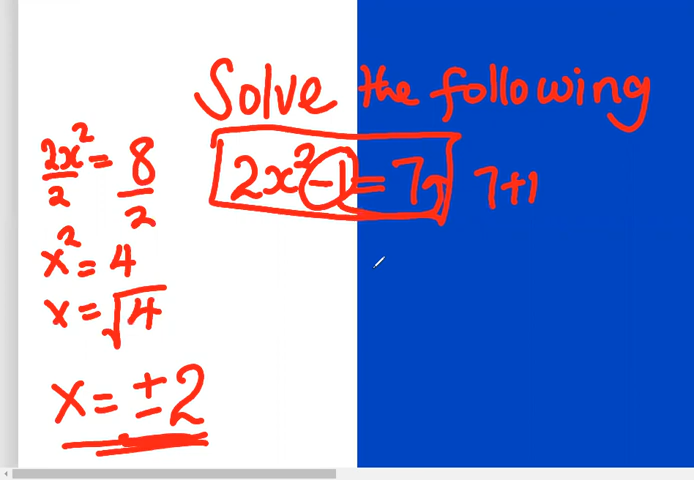 Solve the following
2x² - 1 = 7
7+1
2x²/2 = 8/2
x² = 4
x = √4
x = ±2